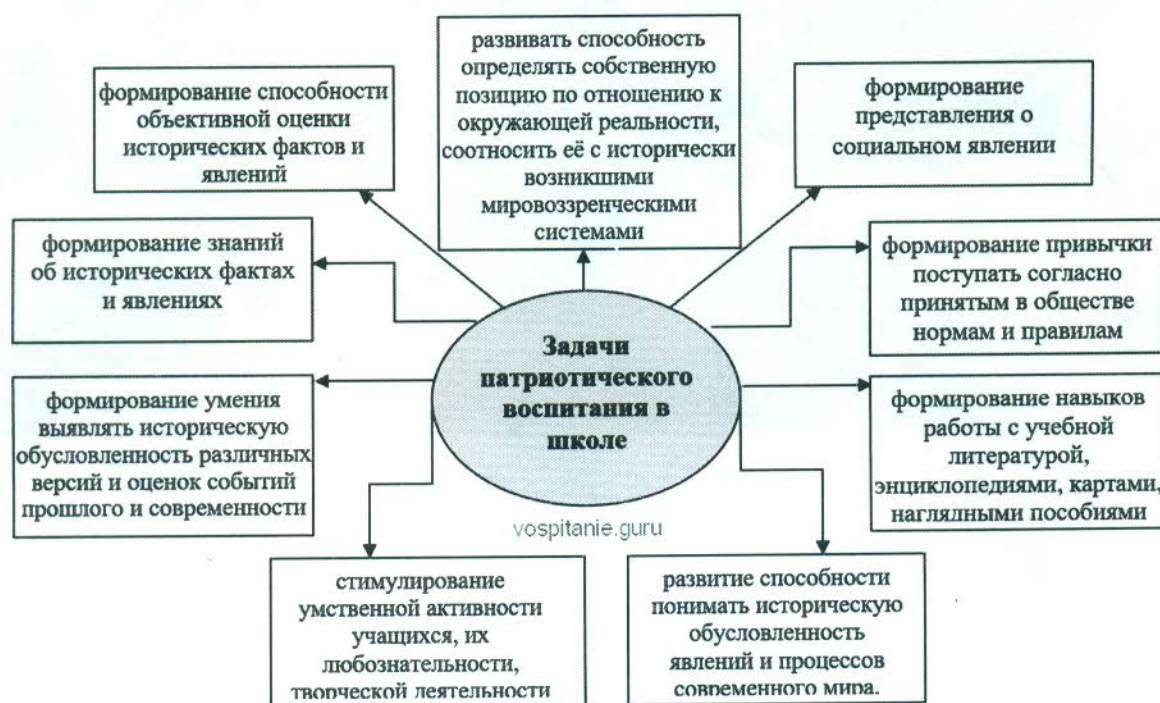 развивать способность
определять собственную
позицию по отношению к
окружающей реальности,
соотносить её с исторически
возникшими
мировоззренческими
системами
формирование способности
объективной оценки
исторических фактов и
явлений
формирование
представления о
социальном явлении
формирование знаний
об исторических фактах
и явлениях
формирование привычки
поступать согласно
принятым в обществе
нормам и правилам
Задачи
патриотического
воспитания в
школе
формирование умения
выявлять историческую
обусловленность различных
версий и оценок событий
прошлого и современности
формирование навыков
работы с учебной
литературой,
энциклопедиями, картами,
наглядными пособиями
vospitanie.guru
стимулирование
умственной активности
учащихся, их
любознательности,
творческой деятельности
развитие способности
понимать историческую
обусловленность
явлений и процессов
современного мира.